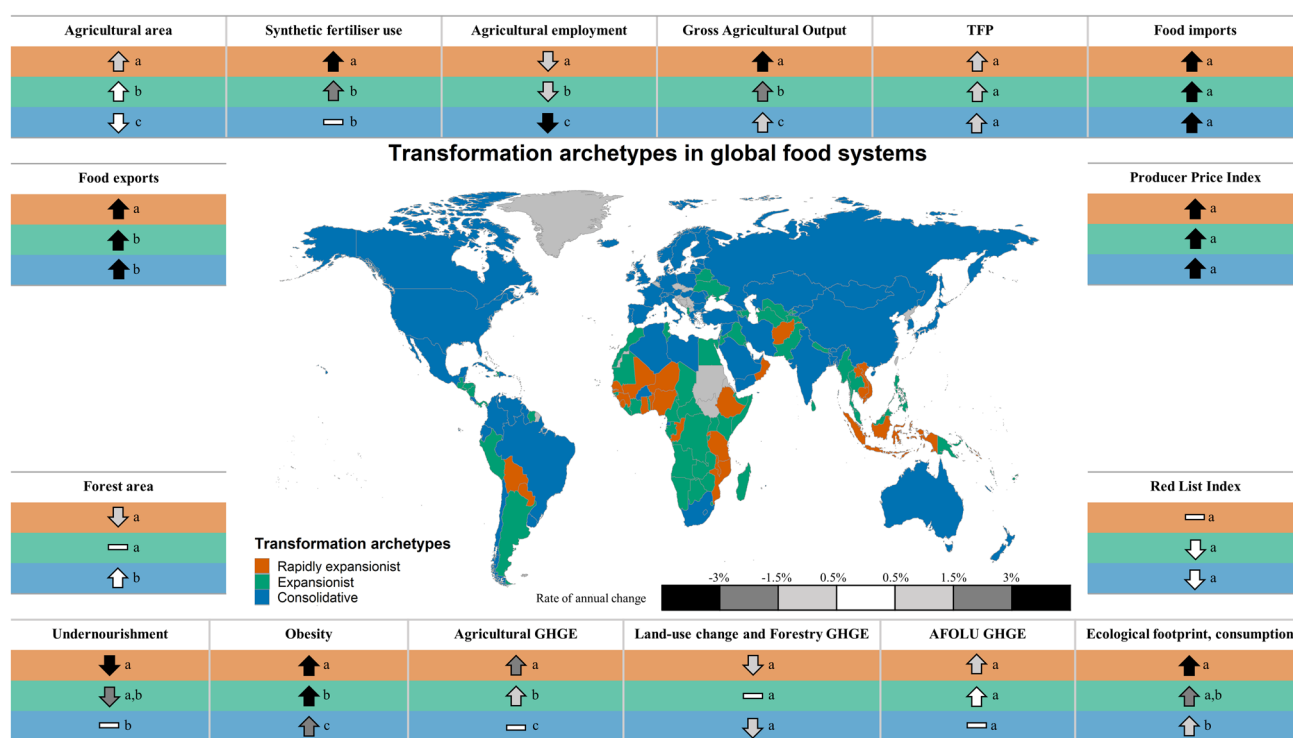 Agricultural area Synthetic fertiliser use Agricultural employment Gross Agricultural Output TFP Food imports
a a a a a a
b b b b a a
c b c c a a
Transformation archetypes in global food systems
Food exports
a
b
b
Producer Price Index
a
a
a
Forest area
a
a
b
Red List Index
a
a
a
Transformation archetypes
Rapidly expansionist
Expansionist
Consolidative
-3% -1.5% 0.5% 0.5% 1.5% 3%
Rate of annual change
Undernourishment Obesity Agricultural GHGE Land-use change and Forestry GHGE AFOLU GHGE Ecological footprint, consumption
a a a a a a
a,b b b a a a,b
b c c a a b